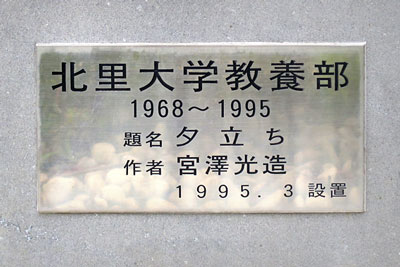 北里大学教養部
1968～1995
題名 夕立ち
作者 宮澤光造
1995.3 設置